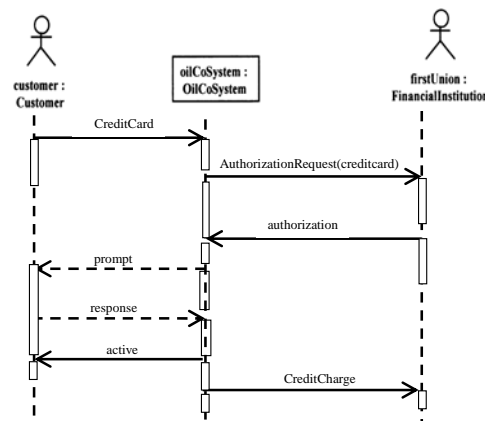 customer :
Customer
oilCoSystem :
OilCoSystem
firstUnion :
FinancialInstitution
CreditCard
AuthorizationRequest(creditcard)
authorization
prompt
response
active
CreditCharge